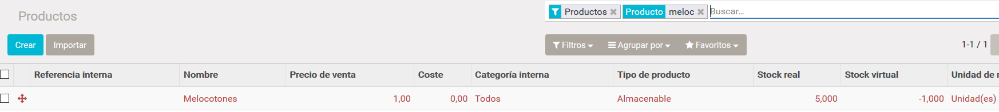 Productos
Productos ✖ Producto meloc ✖ Buscar...
Crear Importar
Filtros Agrupar por Favoritos
1-1 / 1
Referencia interna Nombre Precio de venta Coste Categoría interna Tipo de producto Stock real Stock virtual Unidad de
Melocotones 1,00 0,00 Todos Almacenable 5,000 -1,000 Unidad(es)